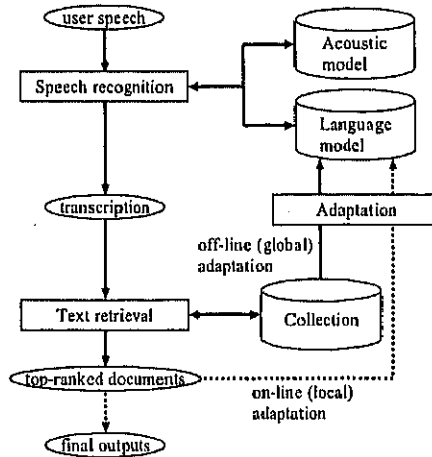 user speech
Acoustic
model
Speech recognition
Language
model
transcription
Adaptation
off-line (global)
adaptation
Text retrieval
Collection
top-ranked documents
on-line (local)
adaptation
final outputs